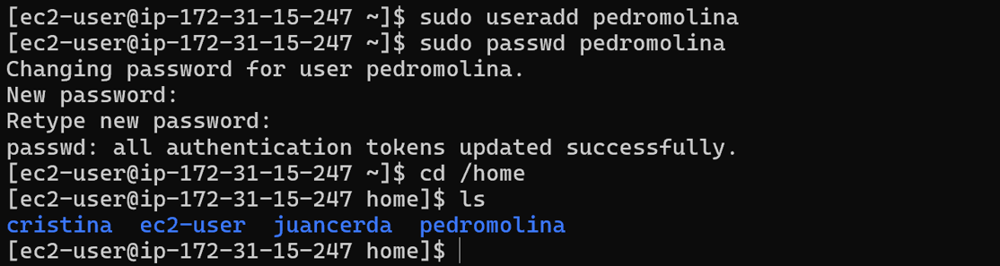 [ec2-user@ip-172-31-15-247 ~]$ sudo useradd pedromolina
[ec2-user@ip-172-31-15-247 ~]$ sudo passwd pedromolina
Changing password for user pedromolina.
New password:
Retype new password:
passwd: all authentication tokens updated successfully.
[ec2-user@ip-172-31-15-247 ~]$ cd /home
[ec2-user@ip-172-31-15-247 home]$ ls
cristina  ec2-user  juancerda  pedromolina
[ec2-user@ip-172-31-15-247 home]$